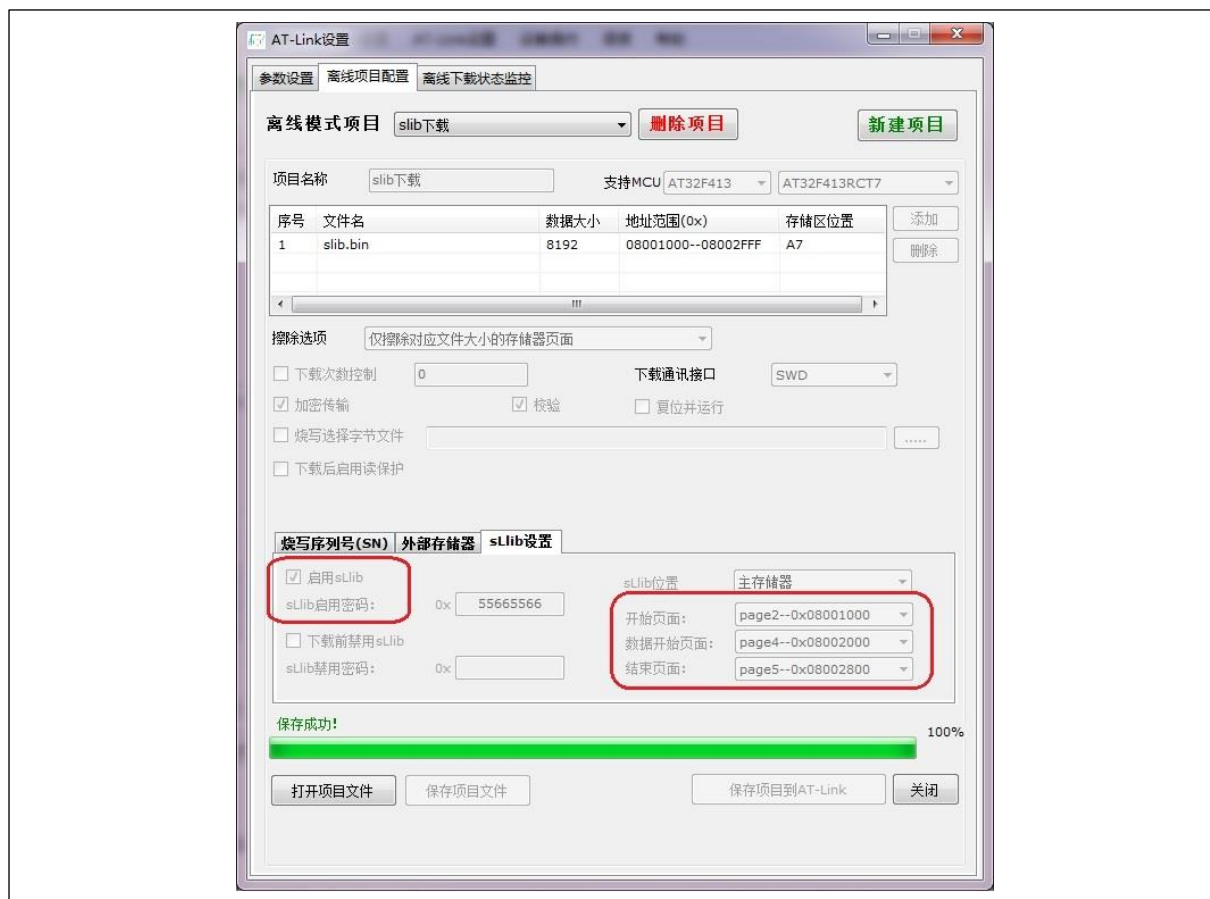 AT-Link设置
参数设置 离线项目配置 离线下载状态监控
离线模式项目 slib下载 删除项目 新建项目
项目名称 slib下载 支持MCU AT32F413 AT32F413RCT7
序号 文件名 数据大小 地址范围(0x) 存储区位置 添加
1 slib.bin 8192 08001000--08002FFF A7 删除
擦除选项 仅擦除对应文件大小的存储器页面
下载次数控制 0 下载通讯接口 SWD
加密传输 校验 复位并运行
烧写选择字节文件 .....
下载后启用读保护
烧写序列号(SN) 外部存储器 sLlib设置
启用sLlib sLlib位置 主存储器
sLlib启用密码: 0x 55665566 开始页面: page2--0x08001000
下载前禁用sLlib 数据开始页面: page4--0x08002000
sLlib禁用密码: 0x 结束页面: page5--0x08002800
保存成功!
100%
打开项目文件 保存项目文件 保存项目到AT-Link 关闭